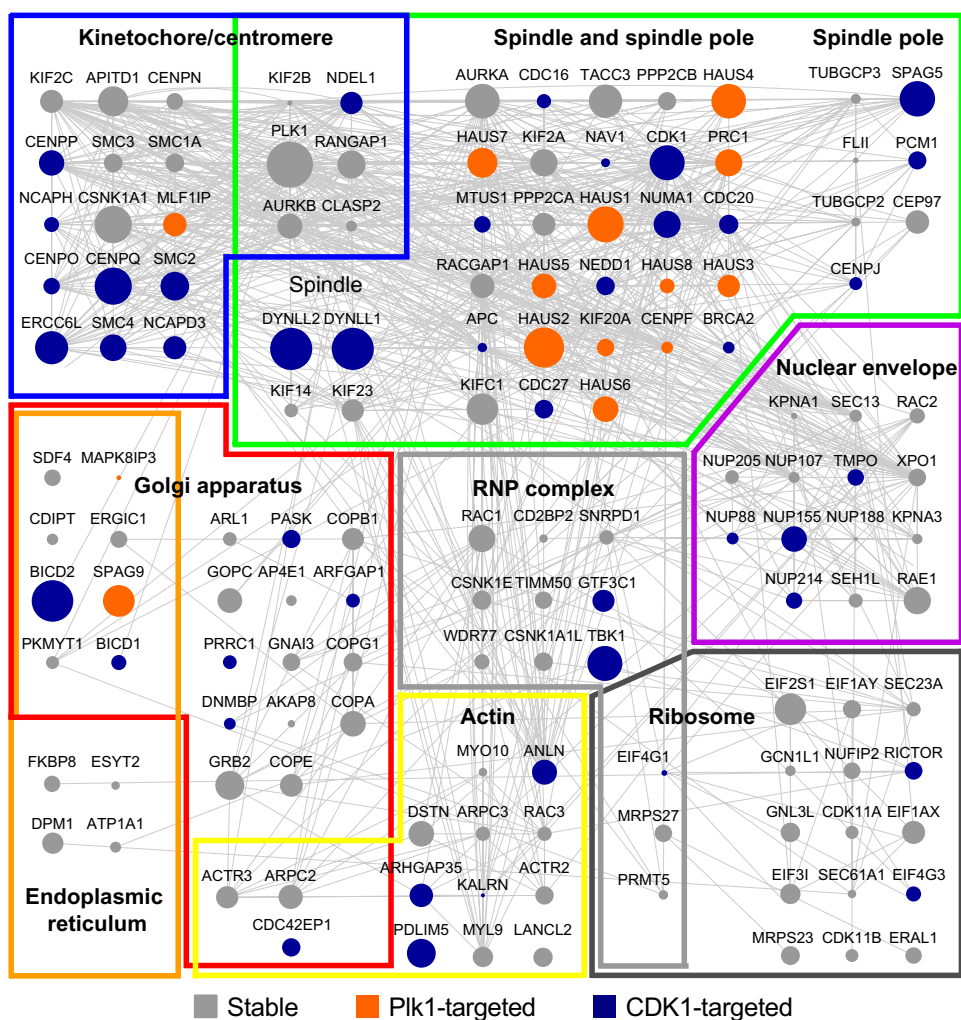 Kinetochore/centromere Spindle and spindle pole Spindle pole
KIF2C APITD1 CENPN KIF2B NDEL1 AURKA CDC16 TACC3 PPP2CB HAUS4 TUBGCP3 SPAG5
CENPP SMC3 SMC1A PLK1 RANGAP1 HAUS7 KIF2A NAV1 CDK1 PRC1 FLII PCM1
NCAPH CSNK1A1 MLF1IP AURKB CLASP2 MTUS1 PPP2CA HAUS1 NUMA1 CDC20 TUBGCP2 CEP97
CENPO CENPQ SMC2 Spindle RACGAP1 HAUS5 NEDD1 HAUS8 HAUS3 CENPJ
ERCC6L SMC4 NCAPD3 DYNLL2 DYNLL1 APC HAUS2 KIF20A CENPF BRCA2
Nuclear envelope
KIF14 KIF23 KIFC1 CDC27 HAUS6 KPNA1 SEC13 RAC2
SDF4 MAPK8IP3 NUP205 NUP107 TMPO XPO1
Golgi apparatus RNP complex
CDIPT ERGIC1 ARL1 PASK COPB1 RAC1 CD2BP2 SNRPD1 NUP88 NUP155 NUP188 KPNA3
BICD2 SPAG9 GOPC AP4E1 ARFGAP1 CSNK1E TIMM50 GTF3C1 NUP214 SEH1L RAE1
PKMYT1 BICD1 PRRC1 GNAI3 COPG1 WDR77 CSNK1A1L TBK1
DNMBP AKAP8 COPA EIF2S1 EIF1AY SEC23A
Actin Ribosome
FKBP8 ESYT2 GRB2 COPE MYO10 ANLN EIF4G1 GCN1L1 NUFIP2 RICTOR
DPM1 ATP1A1 DSTN ARPC3 RAC3 MRPS27 GNL3L CDK11A EIF1AX
ACTR3 ARPC2 ARHGAP35 KALRN ACTR2 PRMT5 EIF3I SEC61A1 EIF4G3
Endoplasmic
reticulum
CDC42EP1 PDLIM5 MYL9 LANCL2 MRPS23 CDK11B ERAL1
Stable Plk1-targeted CDK1-targeted